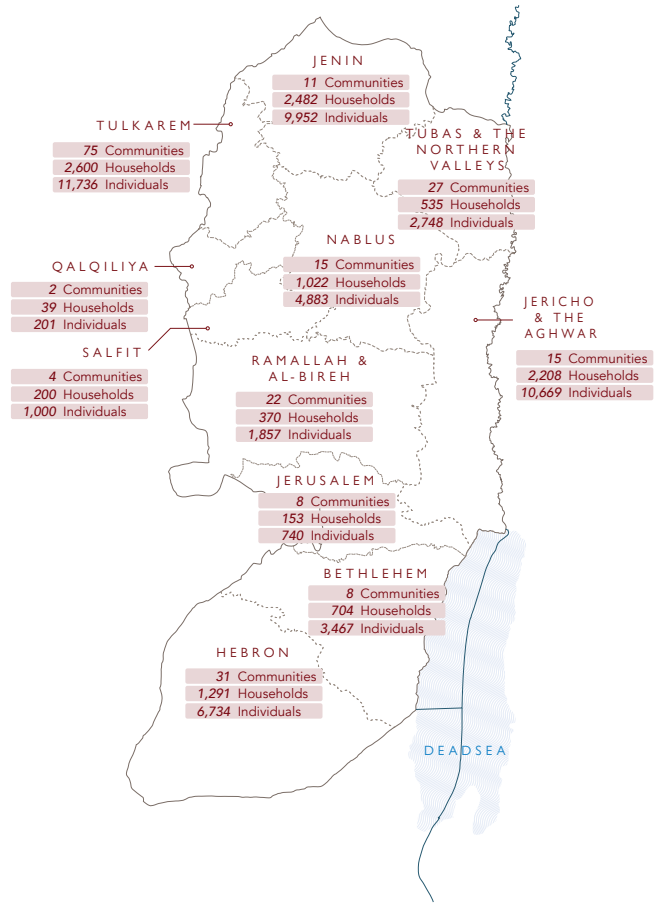 JENIN
11 Communities
2,482 Households
9,952 Individuals
TULKAREM
75 Communities
2,600 Households
11,736 Individuals
TUBAS & THE
NORTHERN
VALLEYS
27 Communities
535 Households
2,748 Individuals
NABLUS
15 Communities
1,022 Households
4,883 Individuals
QALQILIYA
2 Communities
39 Households
201 Individuals
JERICHO
& THE
AGHWAR
15 Communities
2,208 Households
10,669 Individuals
SALFIT
4 Communities
200 Households
1,000 Individuals
RAMALLAH &
AL-BIREH
22 Communities
370 Households
1,857 Individuals
JERUSALEM
8 Communities
153 Households
740 Individuals
BETHLEHEM
8 Communities
704 Households
3,467 Individuals
HEBRON
31 Communities
1,291 Households
6,734 Individuals
DEADSEA